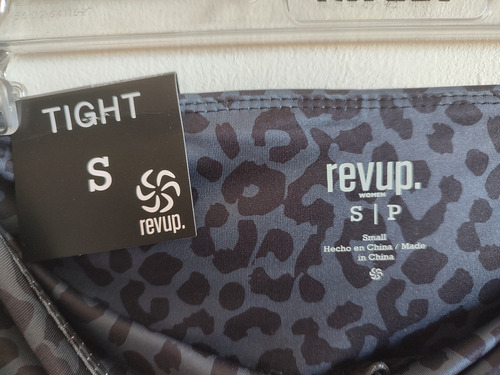 TIGHT
S
revup.
revup.
WOMEN
S | P
Small
Hecho en China / Made
in China